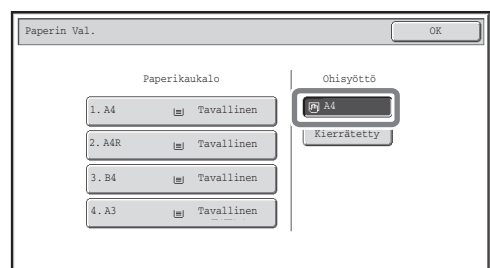 Paperin Val.
OK
Paperikaukalo
Ohisyöttö
1. A4 Tavallinen
2. A4R Tavallinen
3. B4 Tavallinen
4. A3 Tavallinen
A4
Kierrätetty